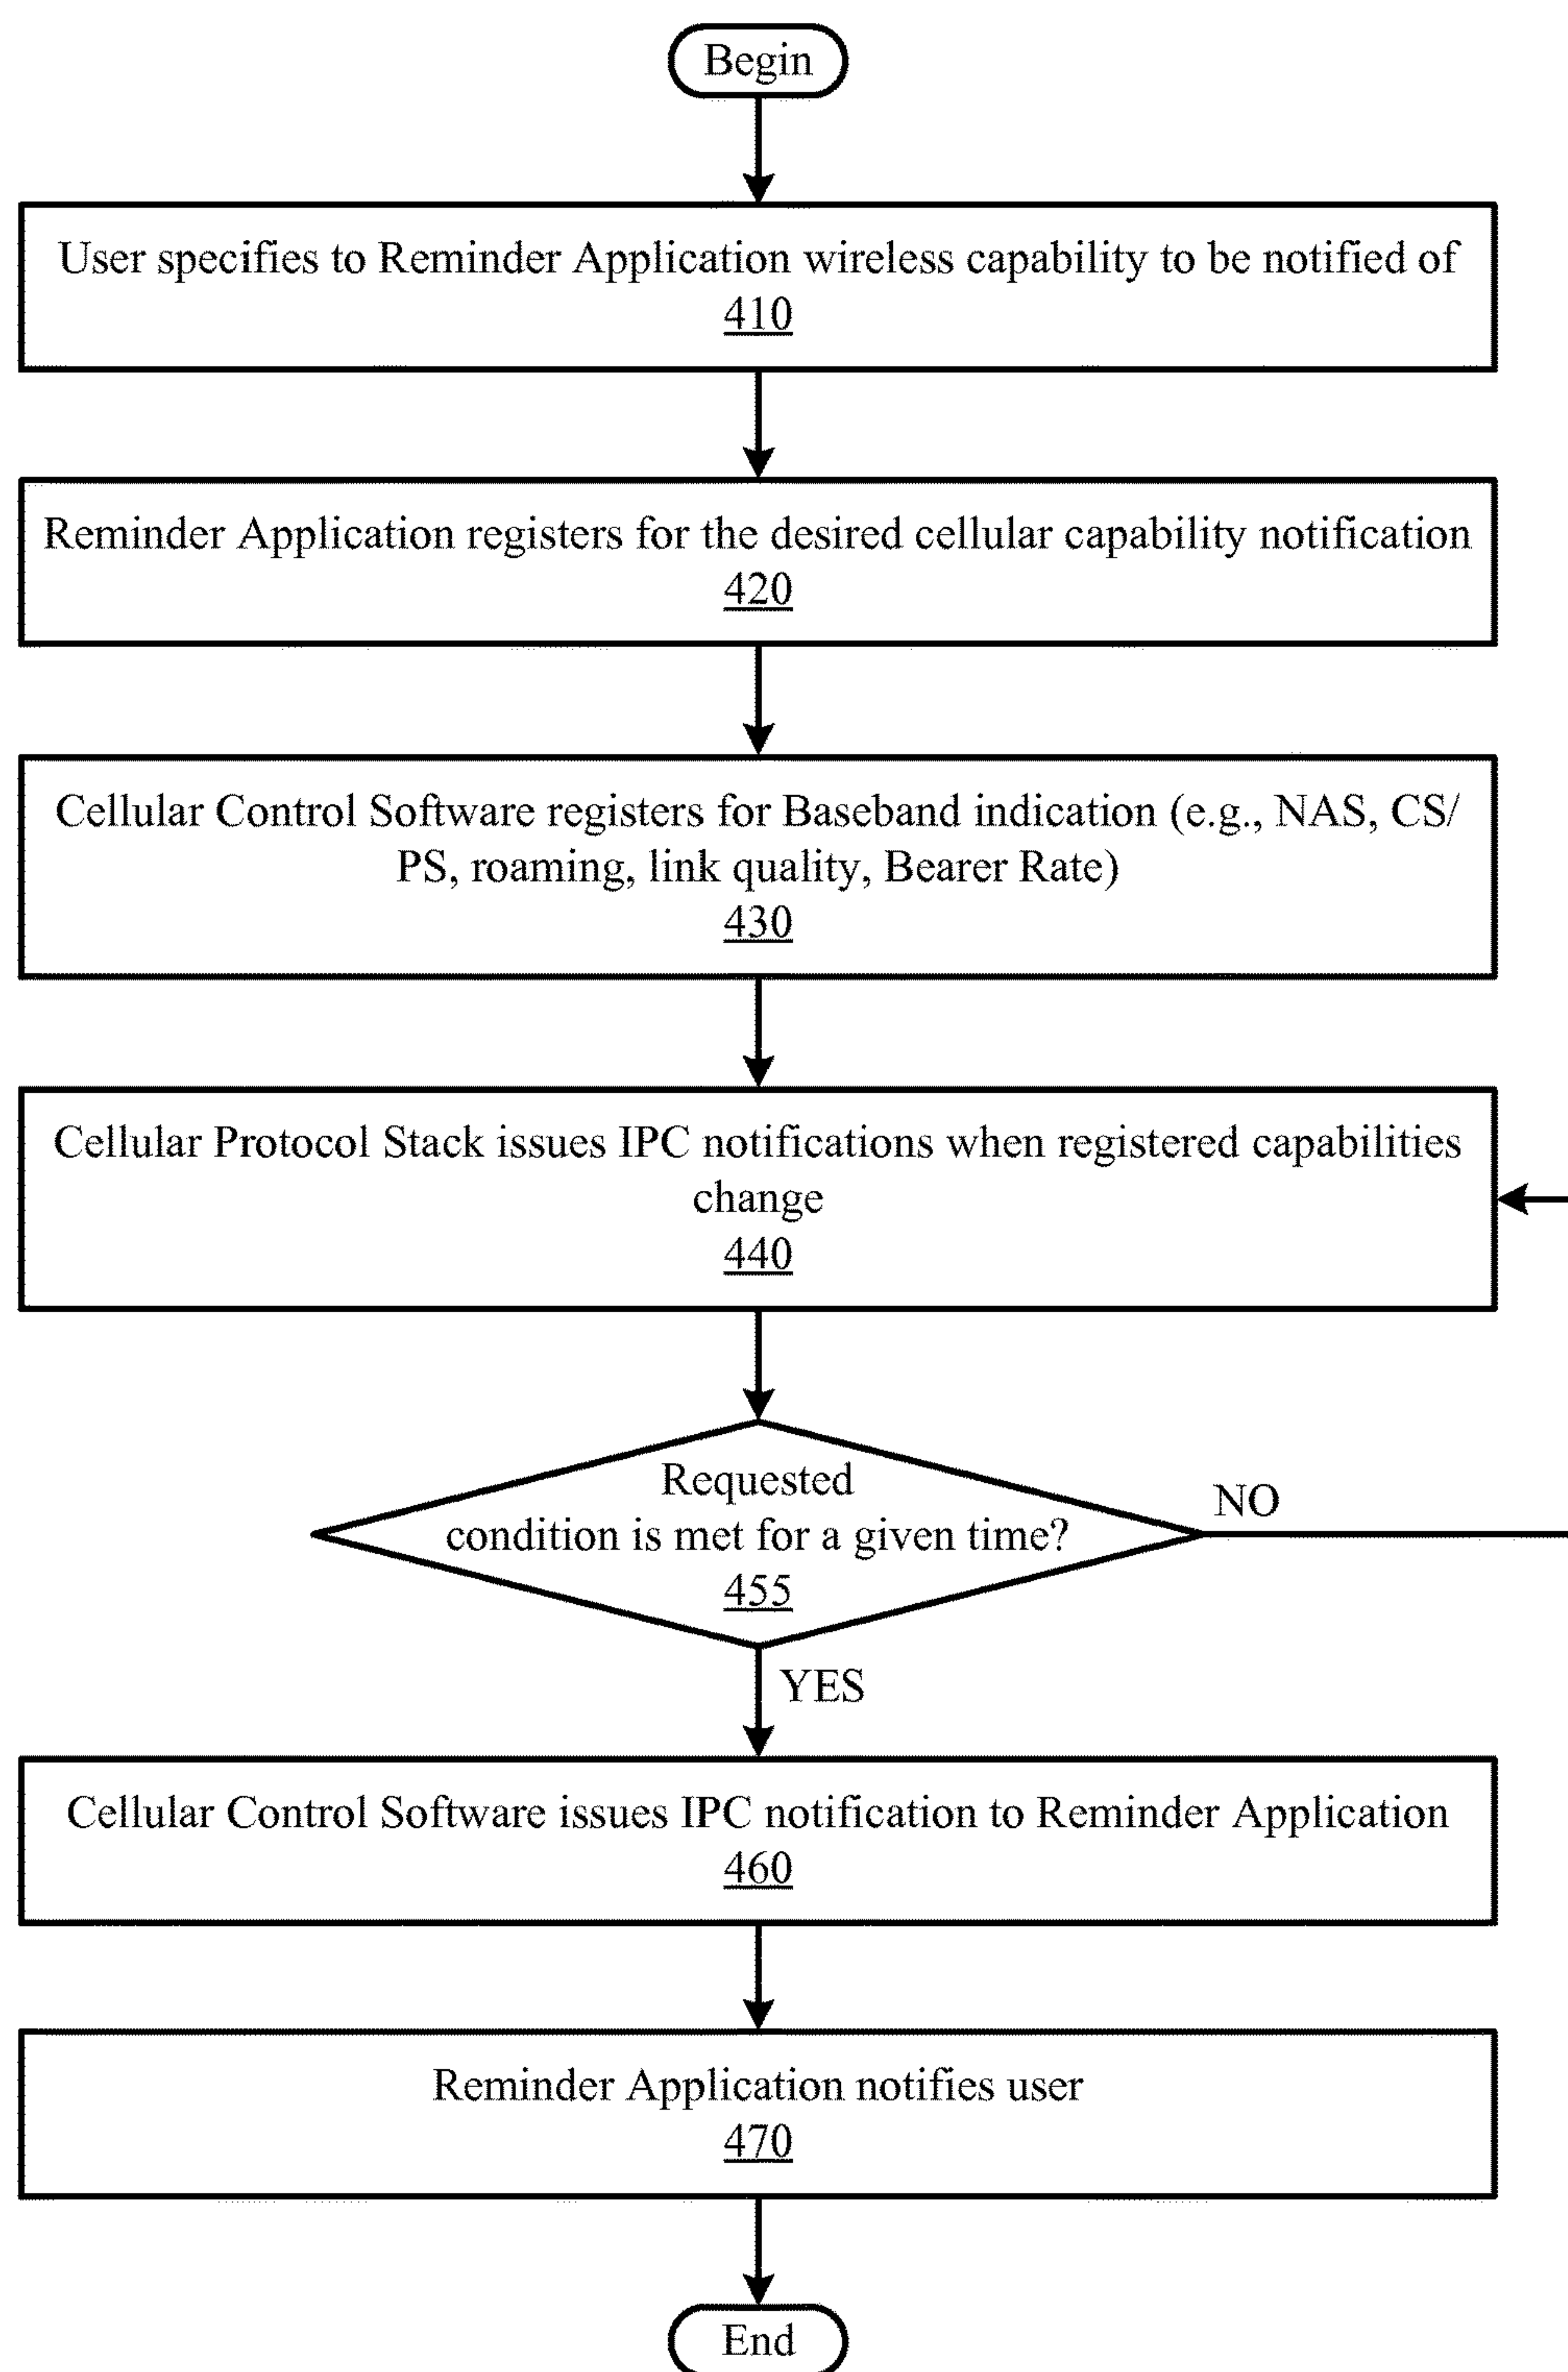 Begin
User specifies to Reminder Application wireless capability to be notified of
410
Reminder Application registers for the desired cellular capability notification
420
Cellular Control Software registers for Baseband indication (e.g., NAS, CS/
PS, roaming, link quality, Bearer Rate)
430
Cellular Protocol Stack issues IPC notifications when registered capabilities
change
440
Requested
condition is met for a given time?
455
NO
YES
Cellular Control Software issues IPC notification to Reminder Application
460
Reminder Application notifies user
470
End